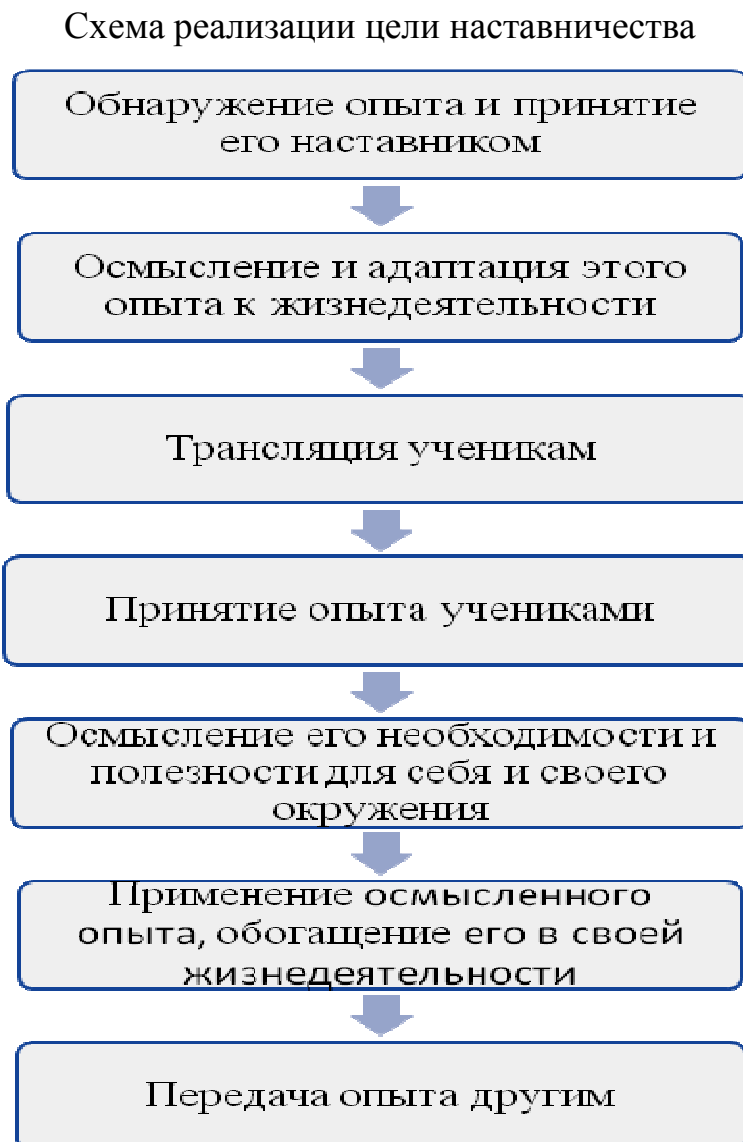 Схема реализации цели наставничества
Обнаружение опыта и принятие
его наставником
Осмысление и адаптация этого
опыта к жизнедеятельности
Трансляция ученикам
Принятие опыта учениками
Осмысление его необходимости и
полезности для себя и своего
окружения
Применение осмысленного
опыта, обогащение его в своей
жизнедеятельности
Передача опыта другим